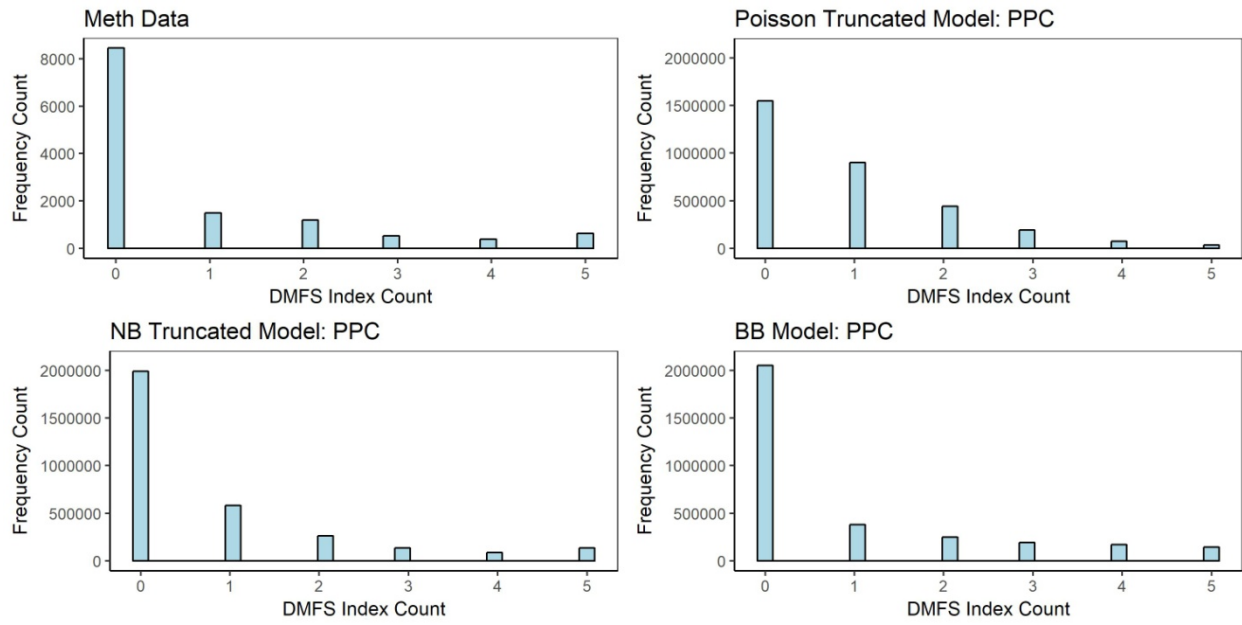 Meth Data
Frequency Count
8000
6000
4000
2000
0
0 1 2 3 4 5
DMFS Index Count
Poisson Truncated Model: PPC
Frequency Count
2000000
1500000
1000000
500000
0
0 1 2 3 4 5
DMFS Index Count
NB Truncated Model: PPC
Frequency Count
2000000
1500000
1000000
500000
0
0 1 2 3 4 5
DMFS Index Count
BB Model: PPC
Frequency Count
2000000
1500000
1000000
500000
0
0 1 2 3 4 5
DMFS Index Count